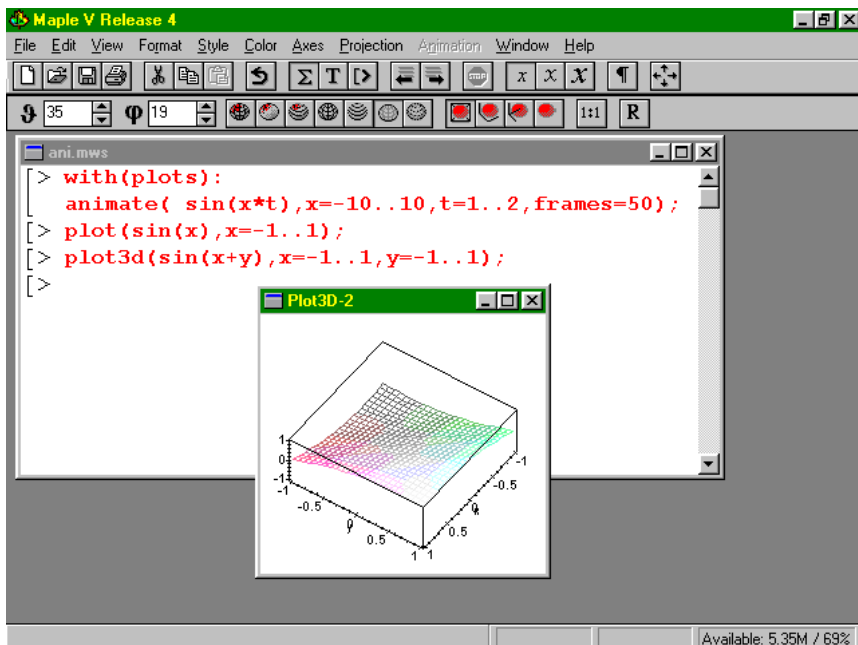 Maple V Release 4
File Edit View Format Style Color Axes Projection Animation Window Help
Σ T [> STOP x x x ¶
ϑ 35 φ 19 1:1 R
ani.mws
[> with(plots):
animate( sin(x*t),x=-10..10,t=1..2,frames=50);
[> plot(sin(x),x=-1..1);
[> plot3d(sin(x+y),x=-1..1,y=-1..1);
[>
Plot3D-2
1
0
-1
-1
-0.5
0
0.5
1
1
0.5
0
-0.5
-1
Available: 5.35M / 69%